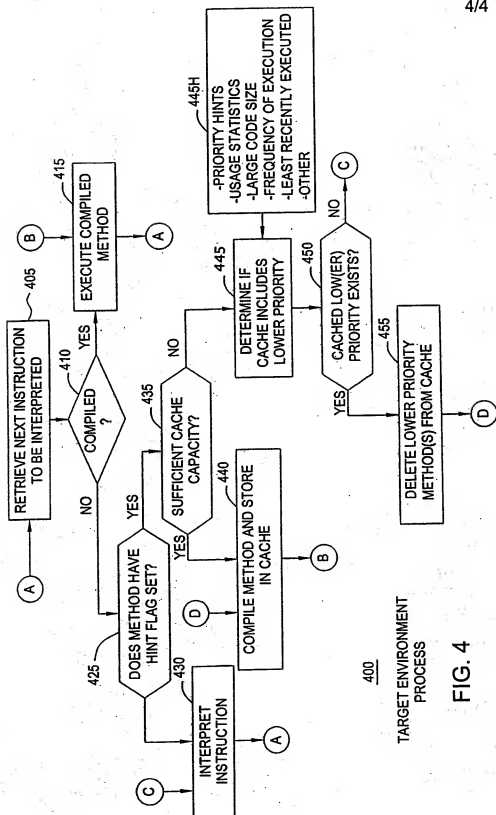 4/4
A
405
RETRIEVE NEXT INSTRUCTION
TO BE INTERPRETED
410
COMPILED
?
YES
NO
B
415
EXECUTE COMPILED
METHOD
A
425
DOES METHOD HAVE
HINT FLAG SET?
YES
C
430
INTERPRET
INSTRUCTION
A
435
SUFFICIENT CACHE
CAPACITY?
YES
NO
D
440
COMPILE METHOD AND STORE
IN CACHE
B
445
DETERMINE IF
CACHE INCLUDES
LOWER PRIORITY
445H
-PRIORITY HINTS
-USAGE STATISTICS
-LARGE CODE SIZE
-FREQUENCY OF EXECUTION
-LEAST RECENTLY EXECUTED
-OTHER
450
CACHED LOW(ER)
PRIORITY EXISTS?
NO
C
YES
455
DELETE LOWER PRIORITY
METHOD(S) FROM CACHE
D
400
TARGET ENVIRONMENT
PROCESS
FIG. 4